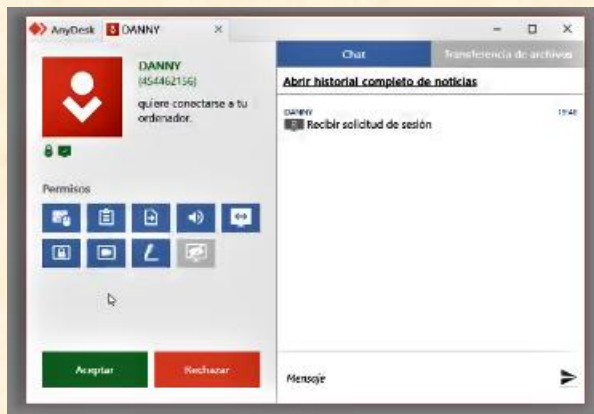 AnyDesk DANNY
Chat
Transferencia de archivos
DANNY
(454462156)
quiere conectarse a tu
ordenador.
Abrir historial completo de noticias
DANNY
19:48
Recibir solicitud de sesión
Permisos
Aceptar
Rechazar
Mensaje